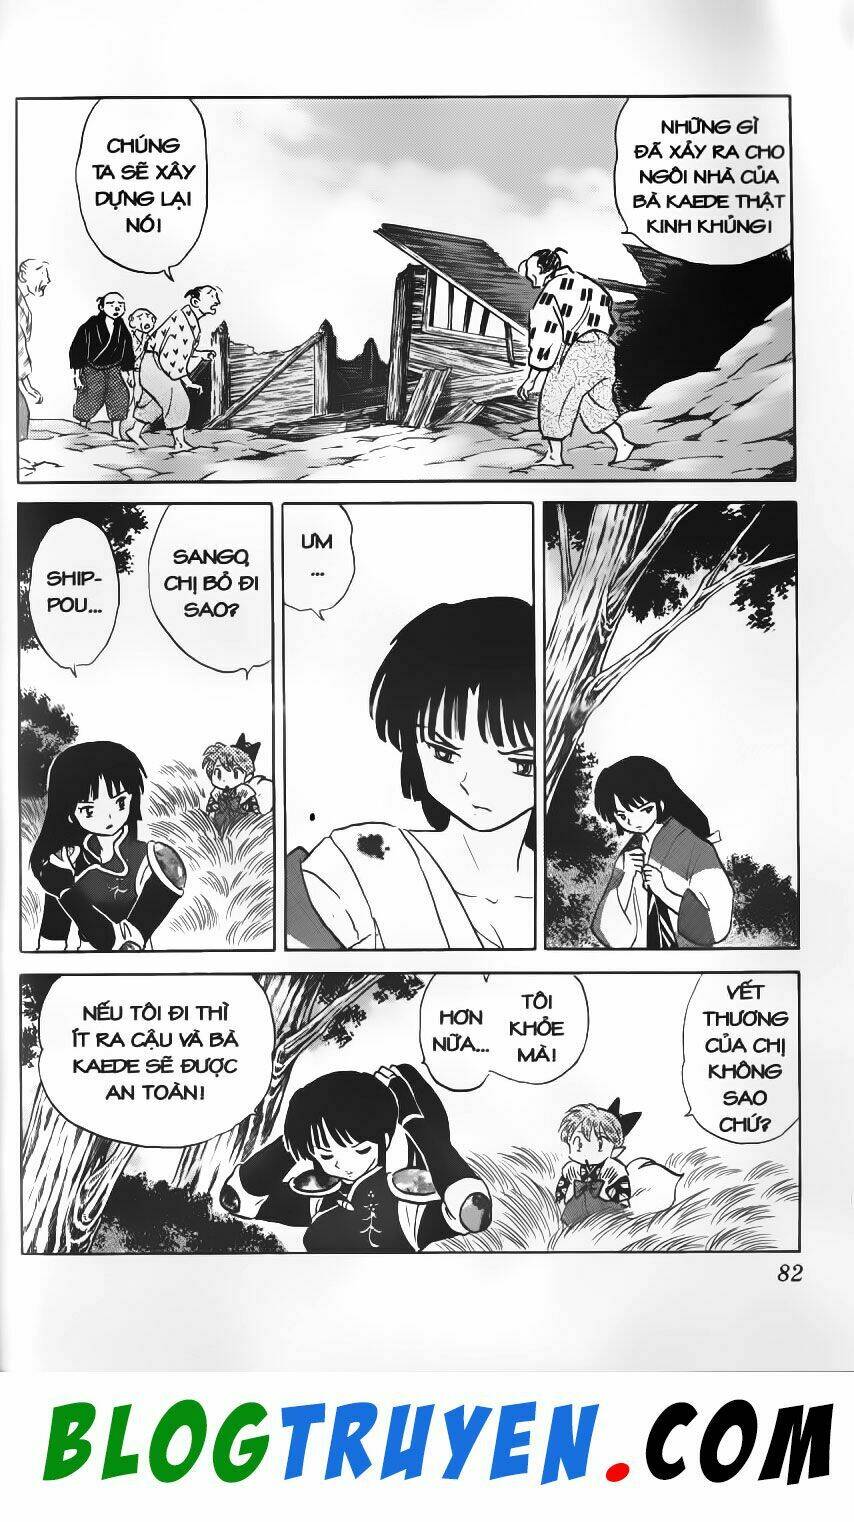 NHỮNG GÌ
ĐÃ XẢY RA CHO
NGÔI NHÀ CỦA
BÀ KAEDE THẬT
KINH KHỦNG!
CHÚNG
TA SẼ XÂY
DỰNG LẠI
NÓ!
ƯM
...
SANGO,
CHỊ BỎ ĐI
SAO?
SHIP-
POU...
VẾT
THƯƠNG
CỦA CHỊ
KHÔNG
SAO
CHỨ?
TÔI
KHỎE
MÀ!
HƠN
NỮA...
NẾU TÔI ĐI THÌ
ÍT RA CẬU VÀ BÀ
KAEDE SẼ ĐƯỢC
AN TOÀN!
82
BLOGTRUYEN.COM